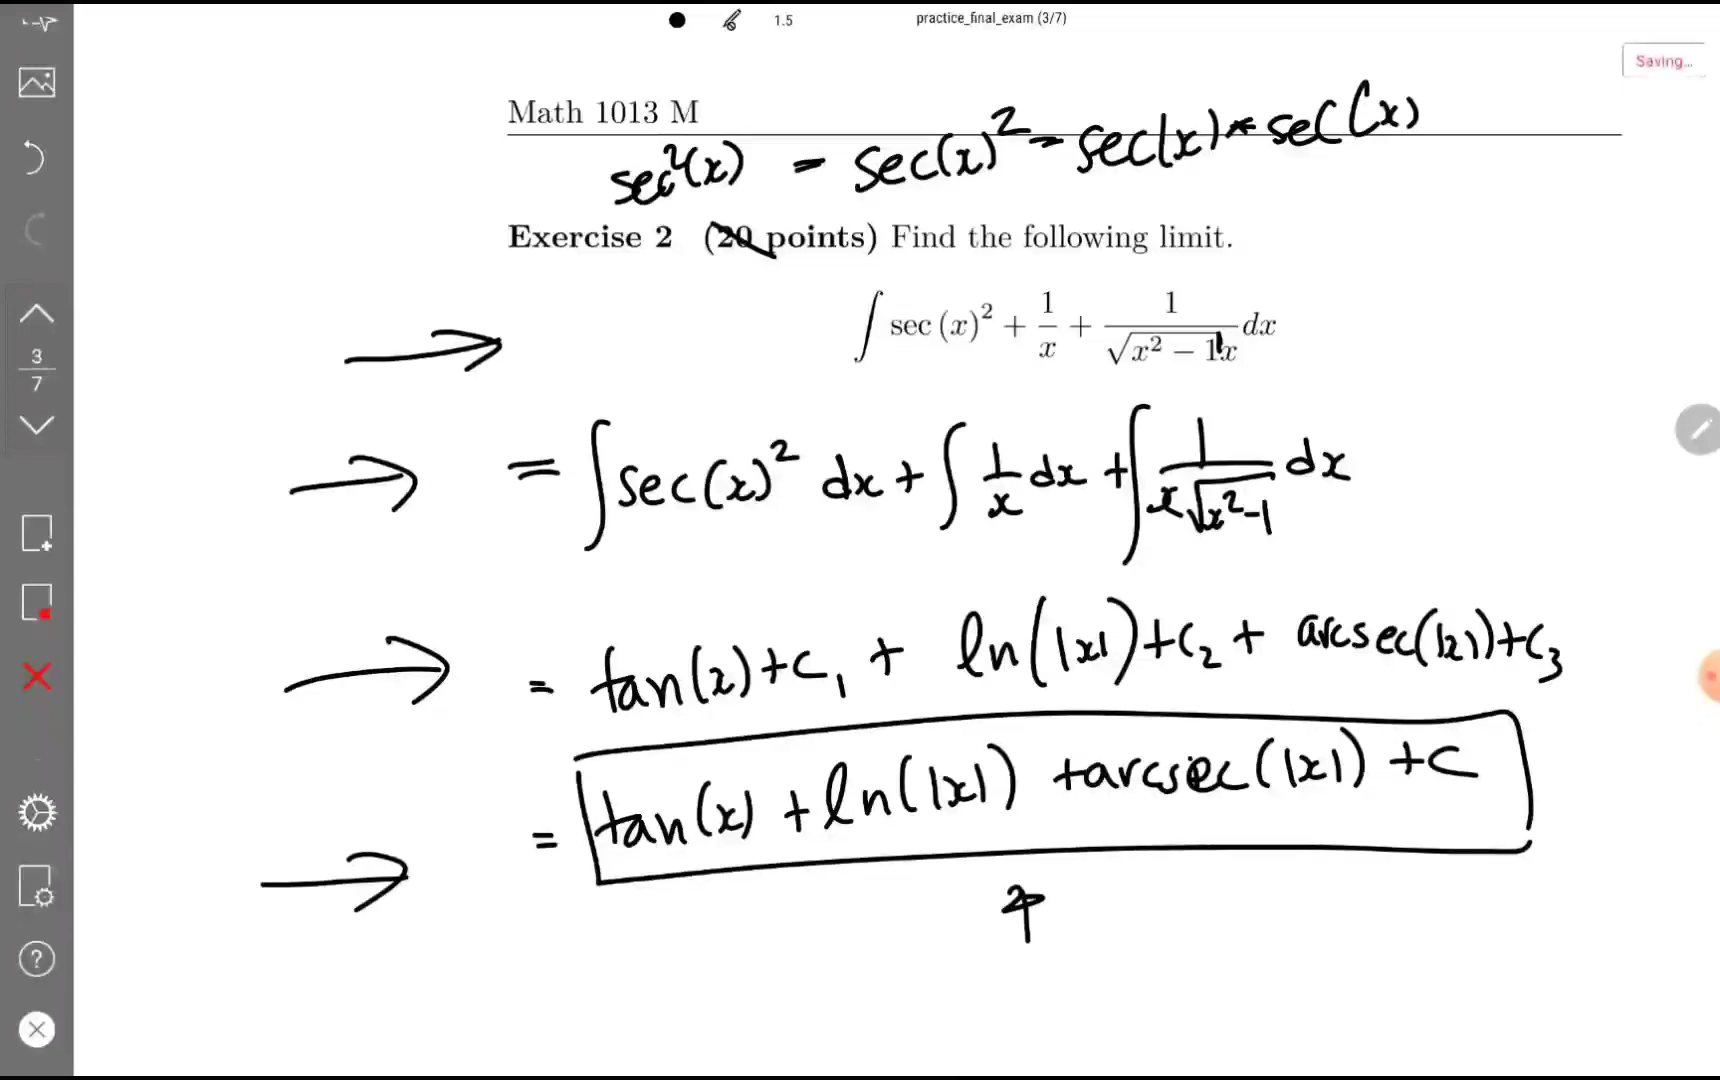 1.5 practice_final_exam (3/7)
Saving...
Math 1013 M
sec²(x) = sec(x)² = sec(x) * sec(x)
Exercise 2 (20 points) Find the following limit.
∫ sec (x)² + 1/x + 1/(√(x² − 1)x) dx
= ∫ sec(x)² dx + ∫ 1/x dx + ∫ 1/(x√(x²-1)) dx
= tan(x) + C₁ + ln(|x|) + C₂ + arcsec(|x|) + C₃
= tan(x) + ln(|x|) + arcsec(|x|) + C
3
7
?